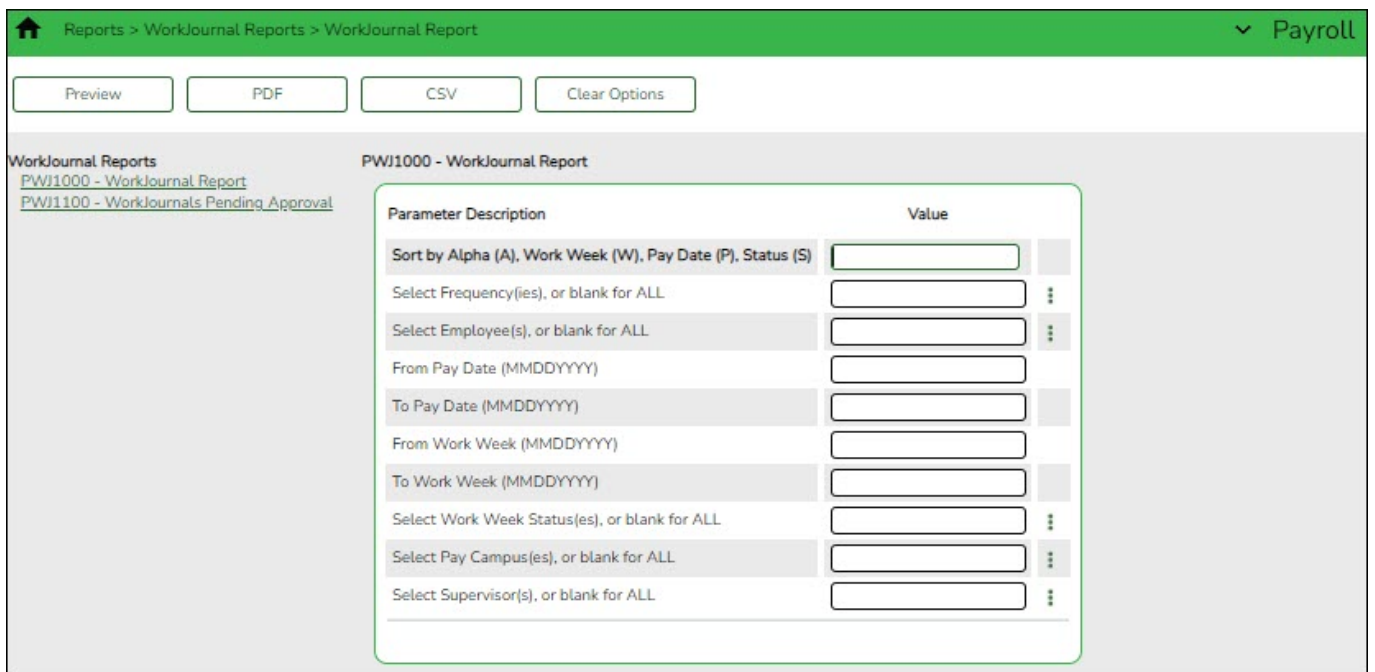 Reports > WorkJournal Reports > WorkJournal Report
Payroll
Preview
PDF
CSV
Clear Options
WorkJournal Reports
PWJ1000 - WorkJournal Report
PWJ1100 - WorkJournals Pending Approval
PWJ1000 - WorkJournal Report
Parameter Description Value
Sort by Alpha (A), Work Week (W), Pay Date (P), Status (S)
Select Frequency(ies), or blank for ALL
Select Employee(s), or blank for ALL
From Pay Date (MMDDYYYY)
To Pay Date (MMDDYYYY)
From Work Week (MMDDYYYY)
To Work Week (MMDDYYYY)
Select Work Week Status(es), or blank for ALL
Select Pay Campus(es), or blank for ALL
Select Supervisor(s), or blank for ALL